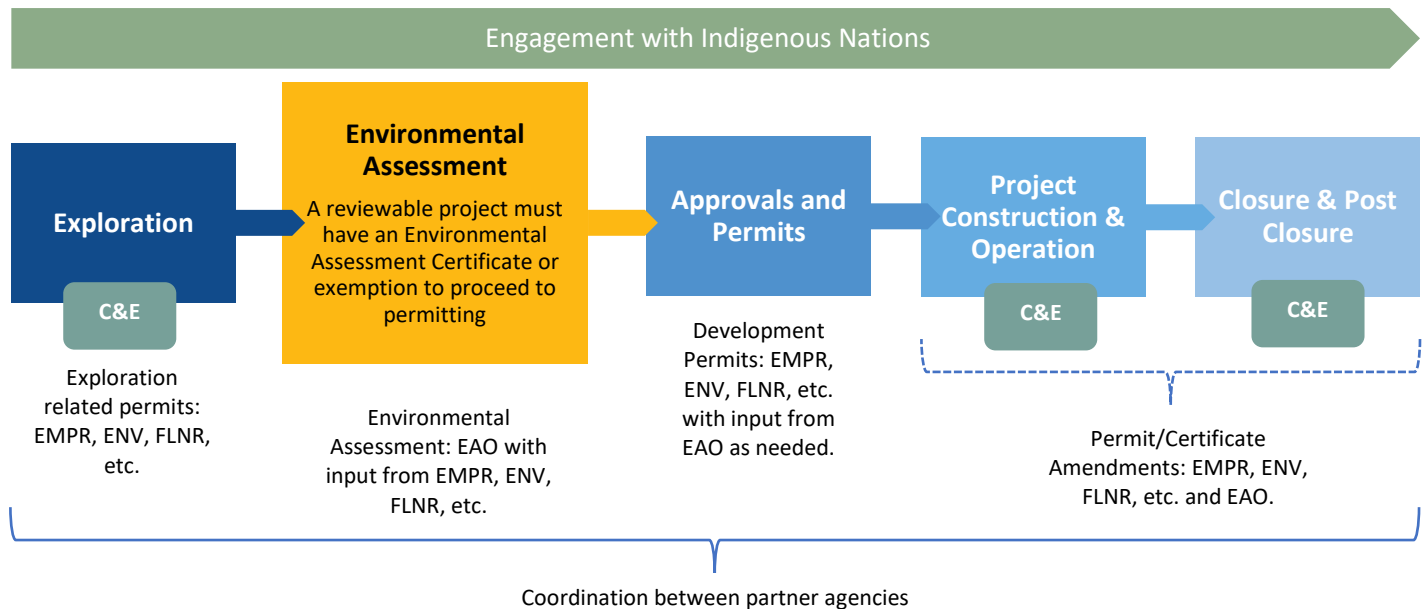 Engagement with Indigenous Nations
Exploration
C&E
Exploration
related permits:
EMPR, ENV, FLNR,
etc.
Environmental
Assessment
A reviewable project must
have an Environmental
Assessment Certificate or
exemption to proceed to
permitting
Environmental
Assessment: EAO with
input from EMPR, ENV,
FLNR, etc.
Approvals and
Permits
Development
Permits: EMPR,
ENV, FLNR, etc.
with input from
EAO as needed.
Project
Construction &
Operation
C&E
Closure & Post
Closure
C&E
Permit/Certificate
Amendments: EMPR, ENV,
FLNR, etc. and EAO.
Coordination between partner agencies